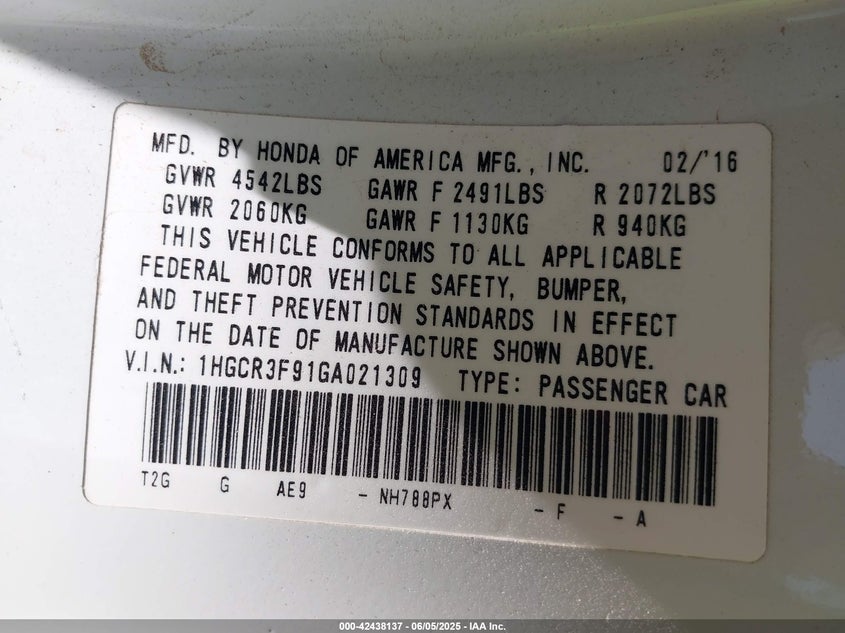 MFD. BY HONDA OF AMERICA MFG., INC. 02/'16
GVWR 4542LBS GAWR F 2491LBS R 2072LBS
GVWR 2060KG GAWR F 1130KG R 940KG
THIS VEHICLE CONFORMS TO ALL APPLICABLE
FEDERAL MOTOR VEHICLE SAFETY, BUMPER,
AND THEFT PREVENTION STANDARDS IN EFFECT
ON THE DATE OF MANUFACTURE SHOWN ABOVE.
V.I.N.: 1HGCR3F91GA021309 TYPE: PASSENGER CAR
T2G G AE9 - NH788PX - F - A
000-42438137 - 06/05/2025 - IAA Inc.